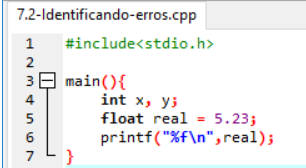 7.2-Identificando-erros.cpp
1 #include<stdio.h>
2
3 main(){
4 int x, y;
5 float real = 5.23;
6 printf("%f\n",real);
7 }